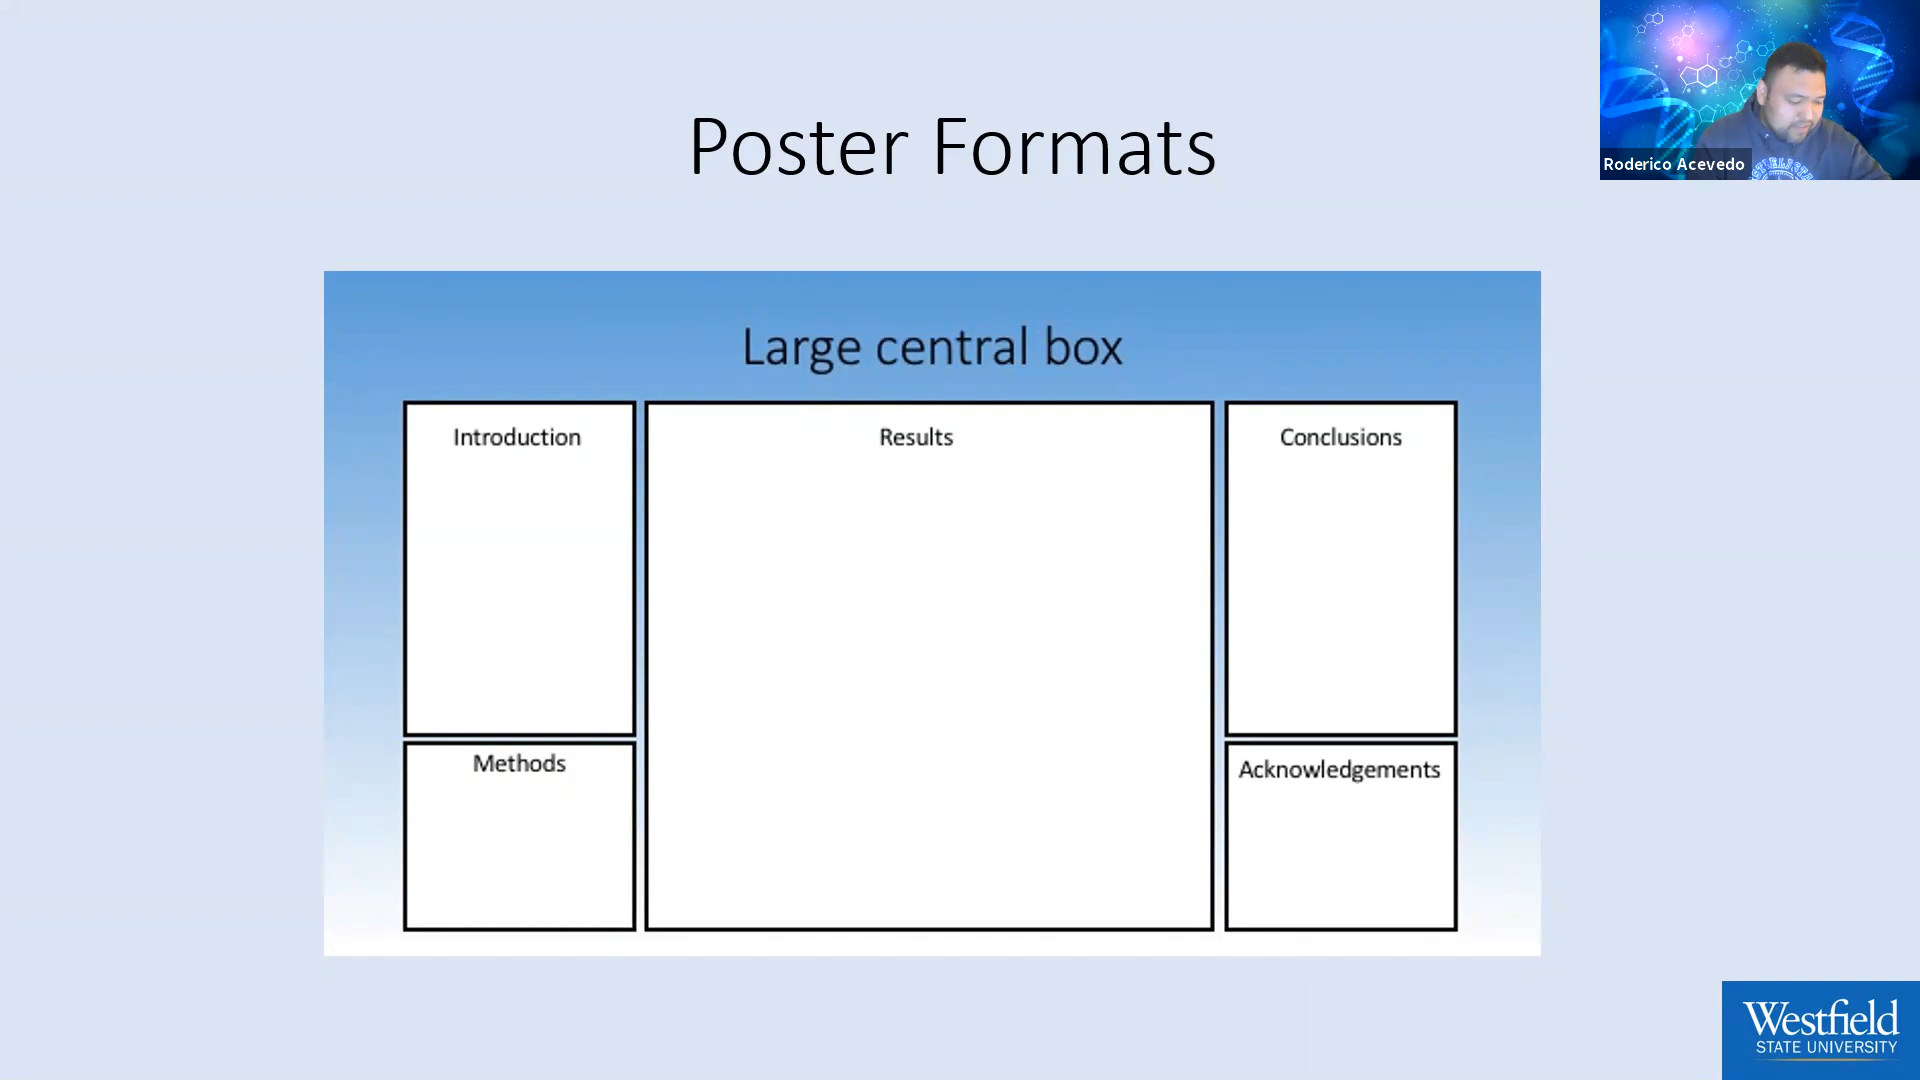 Poster Formats
Roderico Acevedo
Large central box
Introduction
Results
Conclusions
Methods
Acknowledgements
Westfield
STATE UNIVERSITY